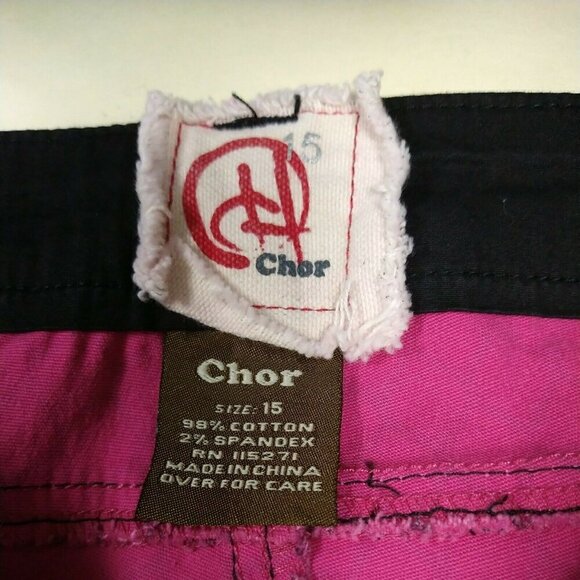 15
Chor
Chor
SIZE: 15
98% COTTON
2% SPANDEX
RN 115271
MADE IN CHINA
OVER FOR CARE